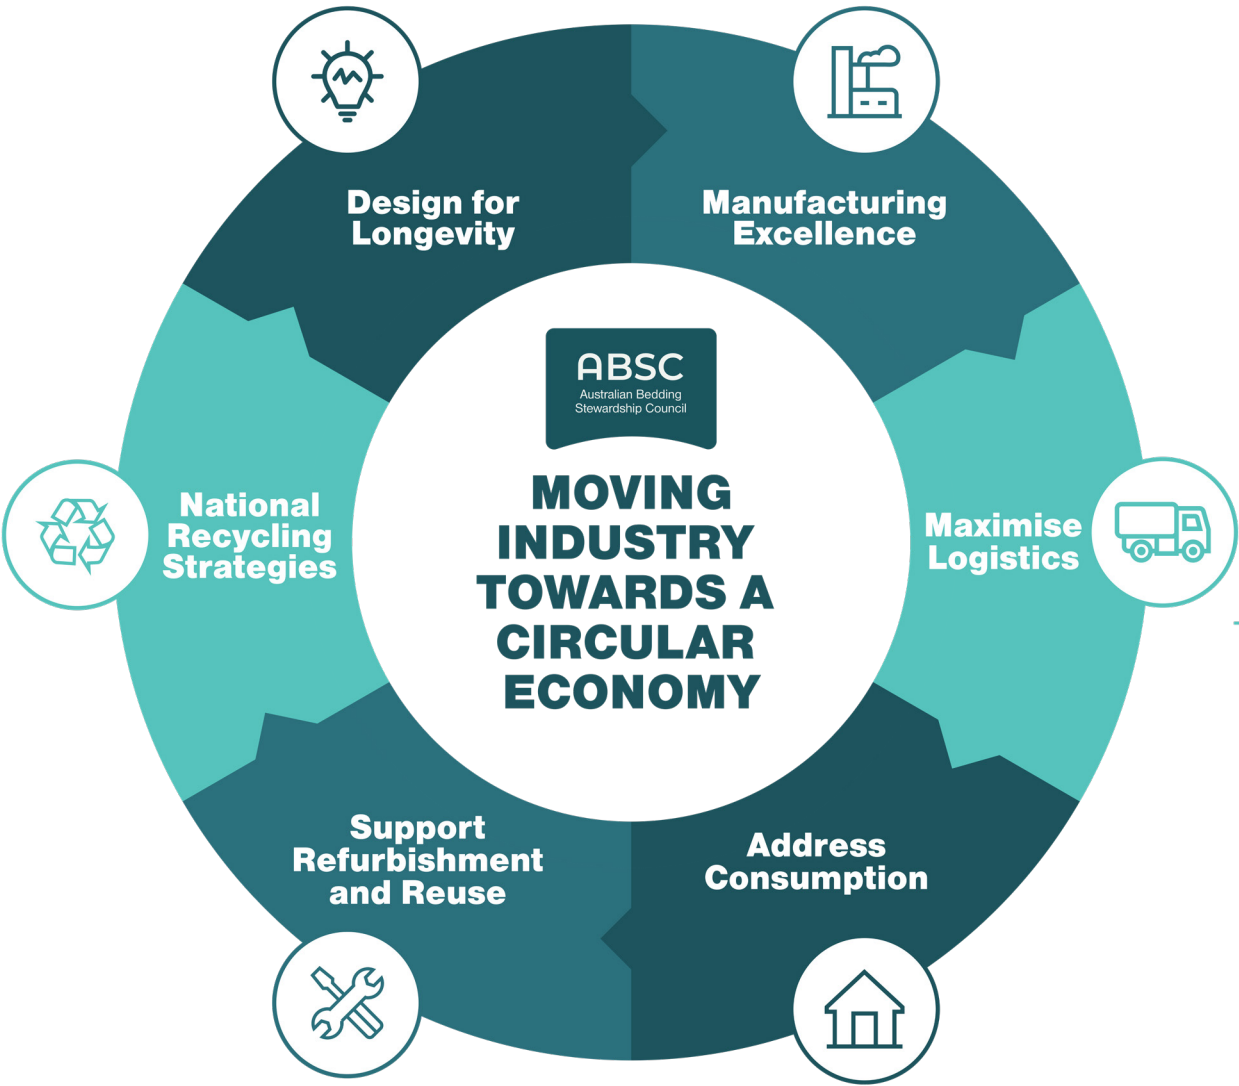 Design for
Longevity
Manufacturing
Excellence
ABSC
Australian Bedding
Stewardship Council
MOVING
INDUSTRY
TOWARDS A
CIRCULAR
ECONOMY
National
Recycling
Strategies
Maximise
Logistics
Support
Refurbishment
and Reuse
Address
Consumption